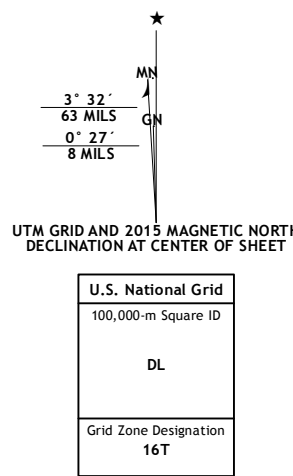 ★
MN
3° 32´
63 MILS
GN
0° 27´
8 MILS
UTM GRID AND 2015 MAGNETIC NORTH
DECLINATION AT CENTER OF SHEET
U.S. National Grid
100,000-m Square ID
DL
Grid Zone Designation
16T